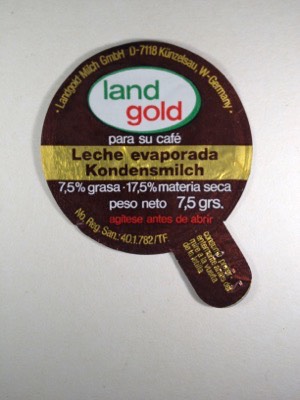 · Landgold Milch GmbH D-7118 Künzelsau, W-Germany ·
land
gold
para su café
Leche evaporada
Kondensmilch
7,5% grasa · 17,5% materia seca
peso neto 7,5 grs.
agítese antes de abrir
No. Reg. San.: 40.1.782/TF